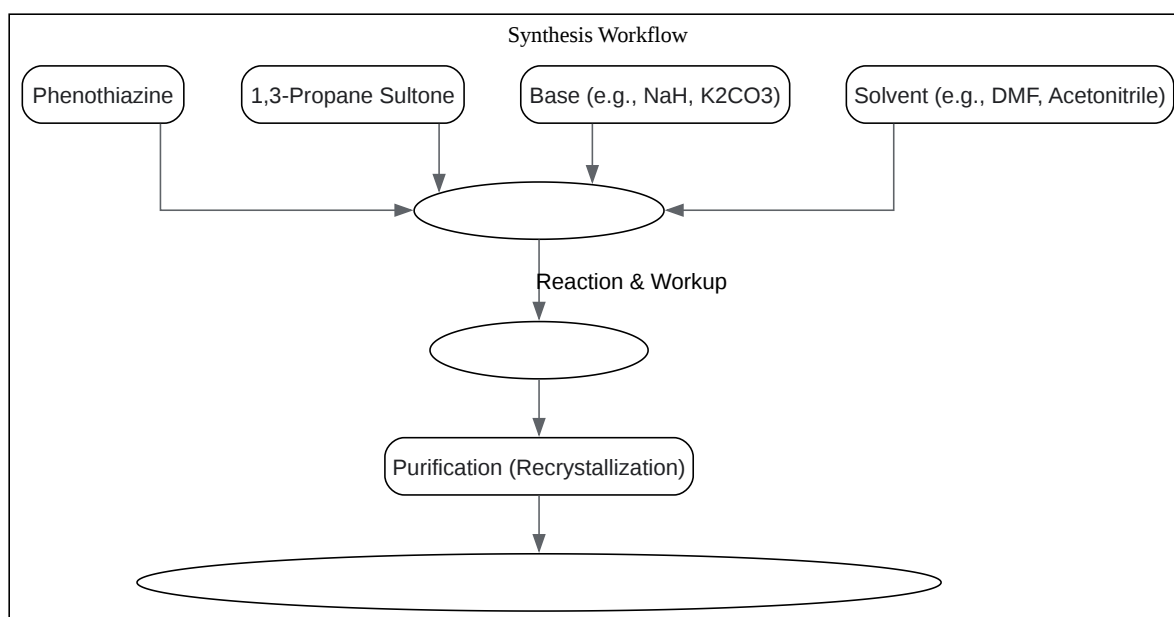 Synthesis Workflow
Phenothiazine
1,3-Propane Sultone
Base (e.g., NaH, K2CO3)
Solvent (e.g., DMF, Acetonitrile)
Reaction & Workup
Purification (Recrystallization)